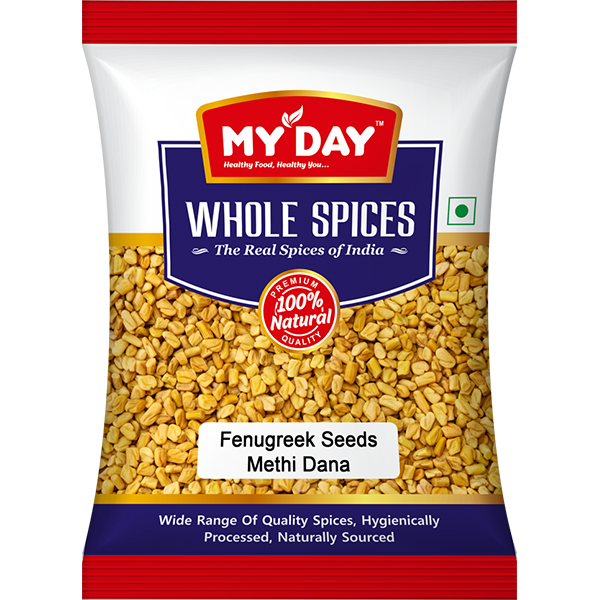 MY DAY™
Healthy Food, Healthy You...
WHOLE SPICES
The Real Spices of India
PREMIUM
100%
Natural
QUALITY
Fenugreek Seeds
Methi Dana
Wide Range Of Quality Spices, Hygienically
Processed, Naturally Sourced